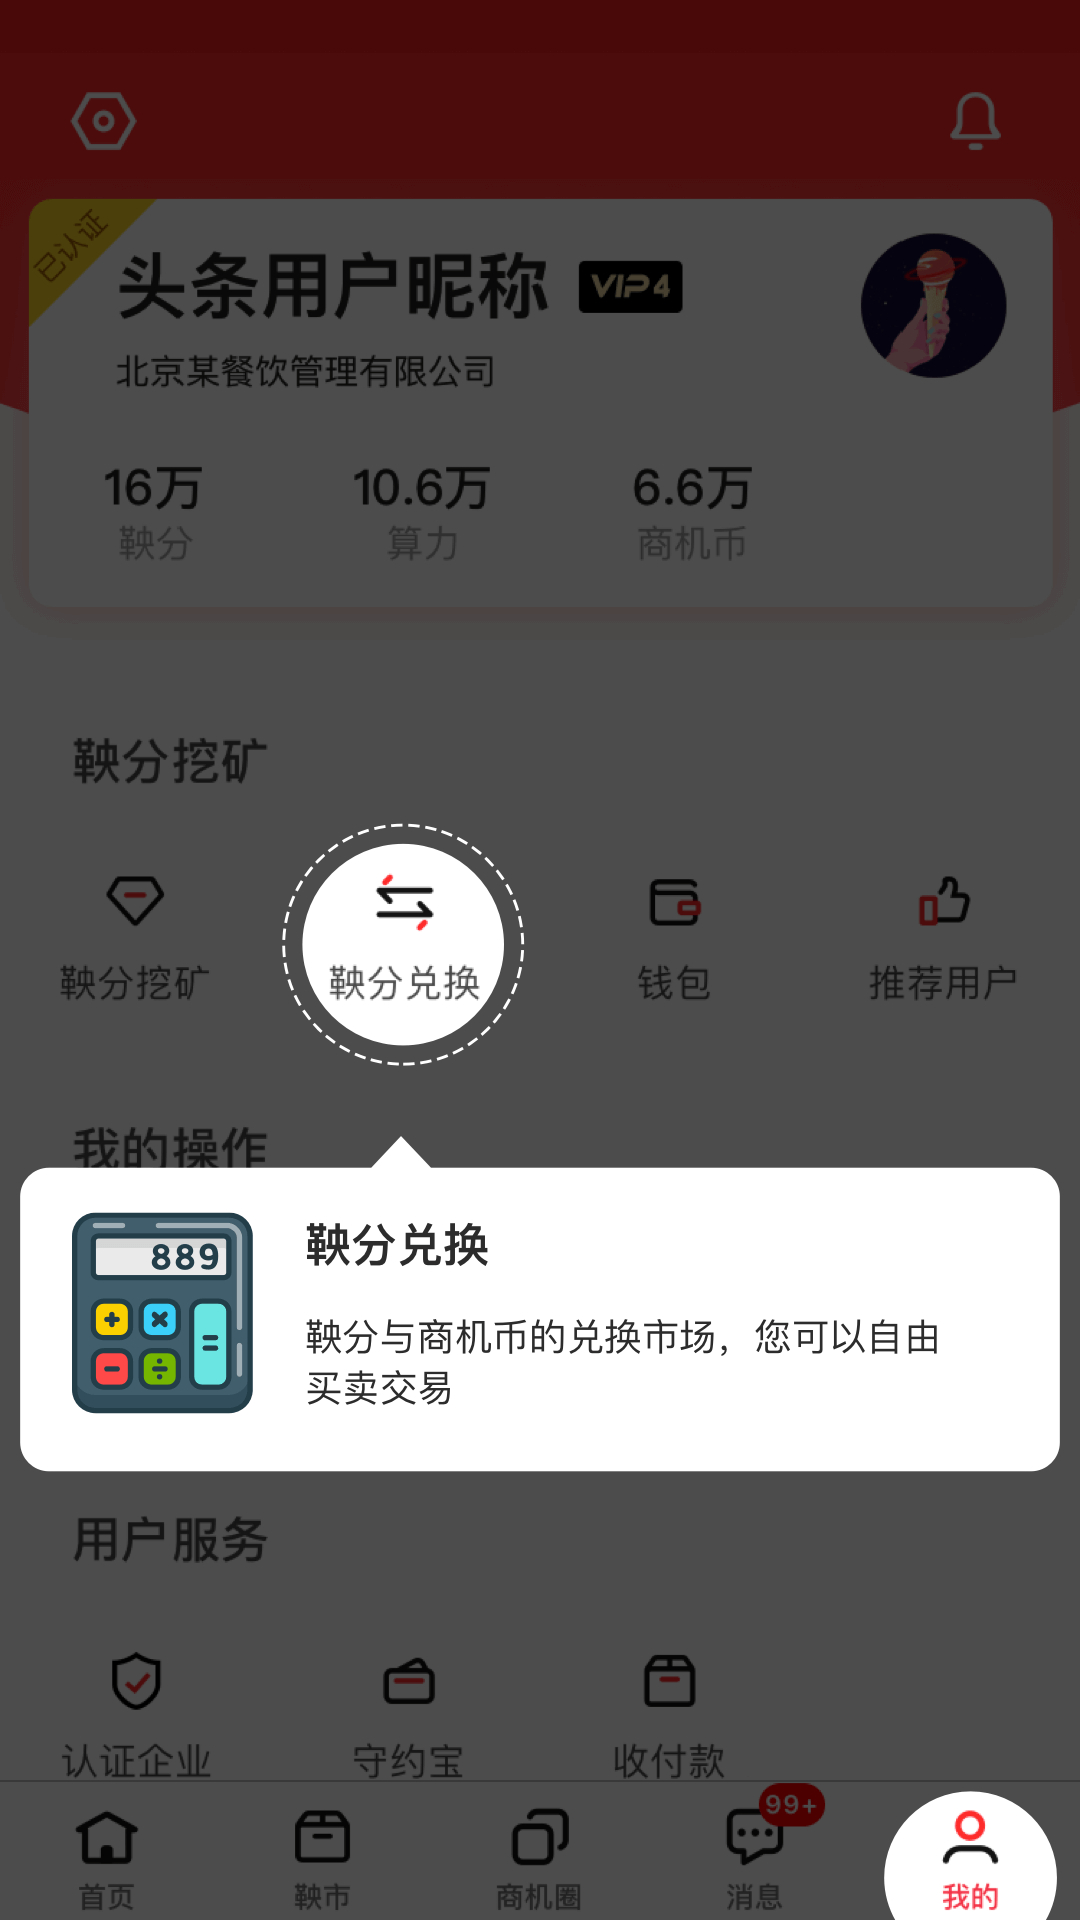 已认证
头条用户昵称 VIP4
北京某餐饮管理有限公司
16万 10.6万 6.6万
鞅分 算力 商机币
鞅分挖矿
鞅分挖矿 鞅分兑换 钱包 推荐用户
我的操作
889
鞅分兑换
鞅分与商机币的兑换市场，您可以自由
买卖交易
用户服务
认证企业 守约宝 收付款
99+
首页 鞅市 商机圈 消息 我的